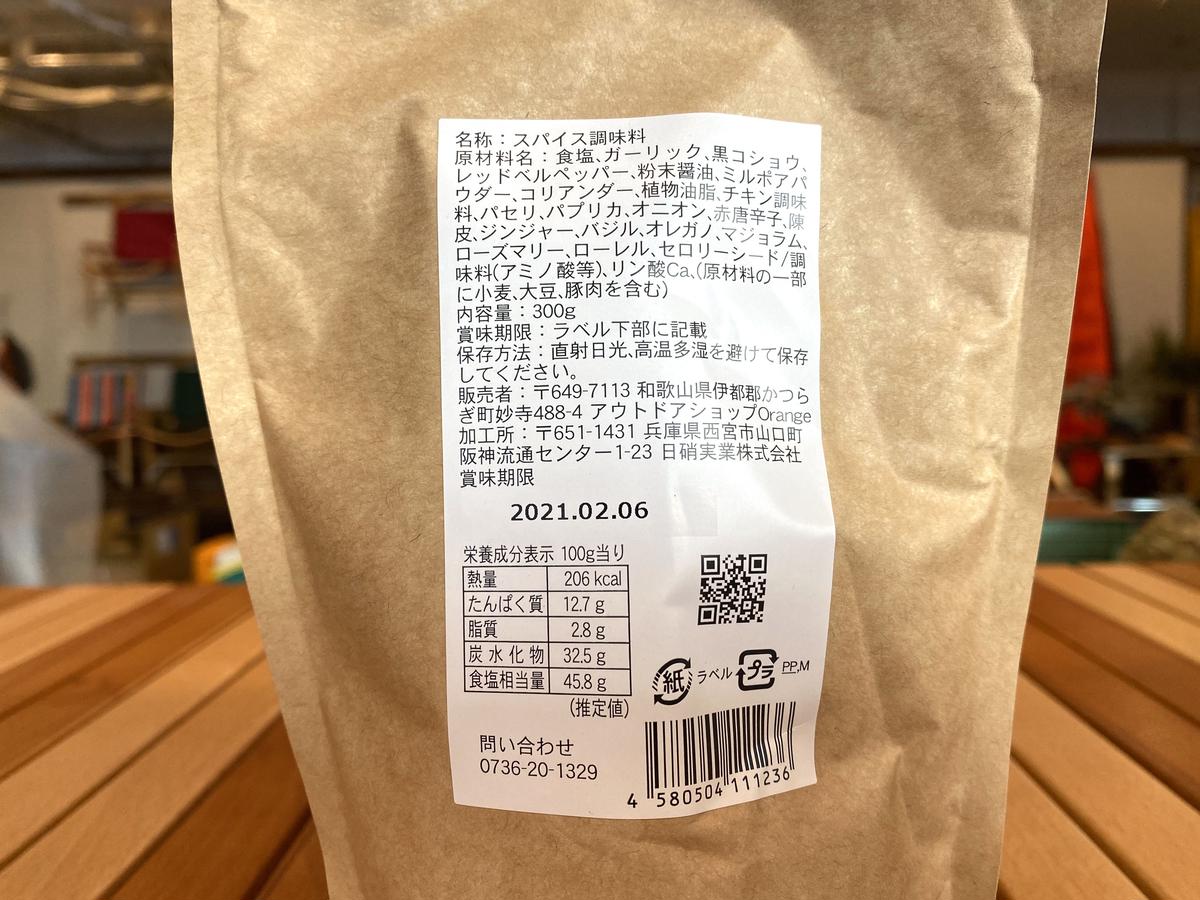 名称：スパイス調味料
原材料名：食塩、ガーリック、黒コショウ、
レッドベルペッパー、粉末醤油、ミルポアパ
ウダー、コリアンダー、植物油脂、チキン調味
料、パセリ、パプリカ、オニオン、赤唐辛子、陳
皮、ジンジャー、バジル、オレガノ、マジョラム、
ローズマリー、ローレル、セロリーシード/調
味料(アミノ酸等)、リン酸Ca、(原材料の一部
に小麦、大豆、豚肉を含む)
内容量：300g
賞味期限：ラベル下部に記載
保存方法：直射日光、高温多湿を避けて保存
してください。
販売者：〒649-7113 和歌山県伊都郡かつら
ぎ町妙寺488-4 アウトドアショップOrange
加工所：〒651-1431 兵庫県西宮市山口町
阪神流通センター1-23 日硝実業株式会社
賞味期限
2021.02.06
栄養成分表示 100g当り
熱量 206 kcal
たんぱく質 12.7 g
脂質 2.8 g
炭水化物 32.5 g
食塩相当量 45.8 g
(推定値)
紙 ラベル プラ PP,M
問い合わせ
0736-20-1329
4 580504 111236